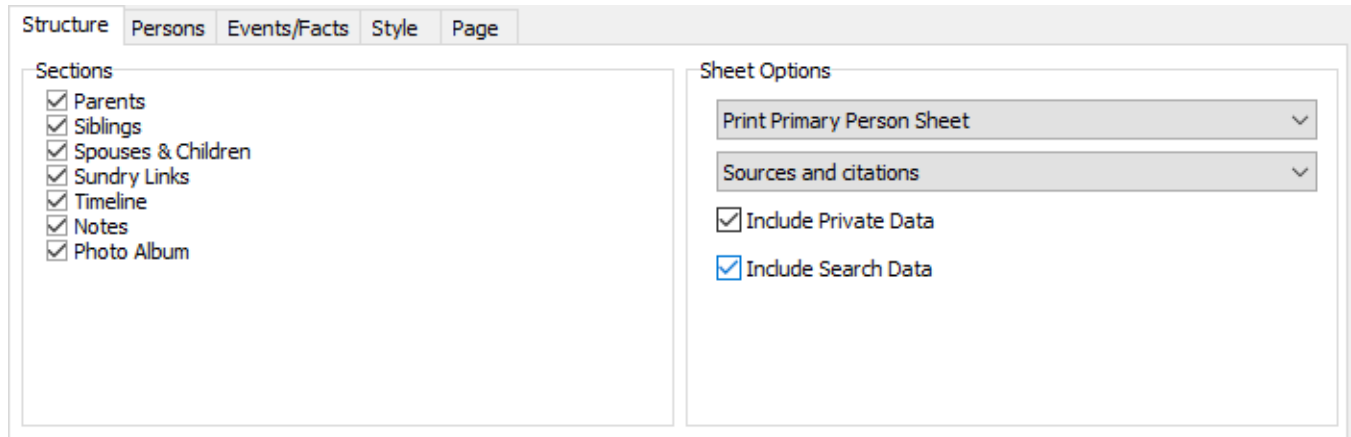 Structure Persons Events/Facts Style Page
Sections
Parents
Siblings
Spouses & Children
Sundry Links
Timeline
Notes
Photo Album
Sheet Options
Print Primary Person Sheet
Sources and citations
Include Private Data
Include Search Data